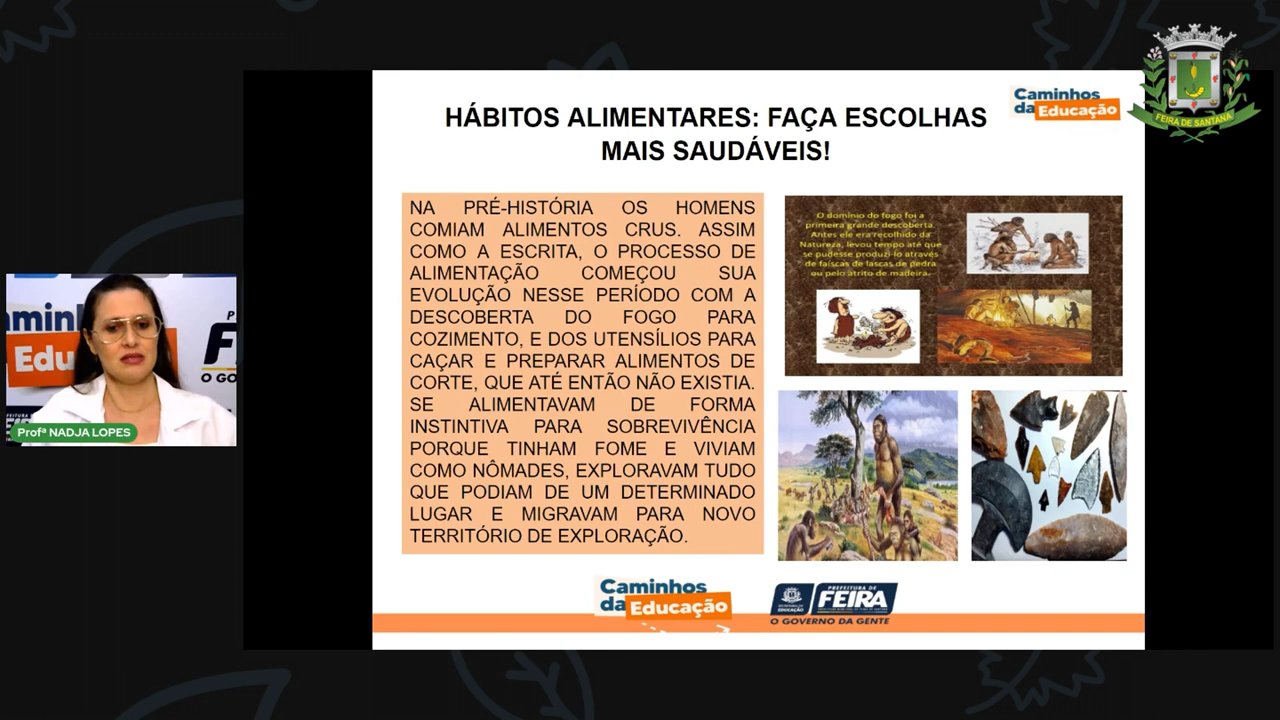 HÁBITOS ALIMENTARES: FAÇA ESCOLHAS
MAIS SAUDÁVEIS!
Caminhos
da Educação
FEIRA DE SANTANA
NA PRÉ-HISTÓRIA OS HOMENS
COMIAM ALIMENTOS CRUS. ASSIM
COMO A ESCRITA, O PROCESSO DE
ALIMENTAÇÃO COMEÇOU SUA
EVOLUÇÃO NESSE PERÍODO COM A
DESCOBERTA DO FOGO PARA
COZIMENTO, E DOS UTENSÍLIOS PARA
CAÇAR E PREPARAR ALIMENTOS DE
CORTE, QUE ATÉ ENTÃO NÃO EXISTIA.
SE ALIMENTAVAM DE FORMA
INSTINTIVA PARA SOBREVIVÊNCIA
PORQUE TINHAM FOME E VIVIAM
COMO NÔMADES, EXPLORAVAM TUDO
QUE PODIAM DE UM DETERMINADO
LUGAR E MIGRAVAM PARA NOVO
TERRITÓRIO DE EXPLORAÇÃO.
O domínio do fogo foi a
primeira grande descoberta.
Antes ele era recolhido da
Natureza, levou tempo até que
se pudesse produzi-lo através
de faíscas de lascas de pedra
ou pelo atrito de madeira.
amin
Edu
F
O GO
Profª NADJA LOPES
Caminhos
da Educação
SECRETARIA DE
EDUCAÇÃO
PREFEITURA DE
FEIRA
O GOVERNO DA GENTE